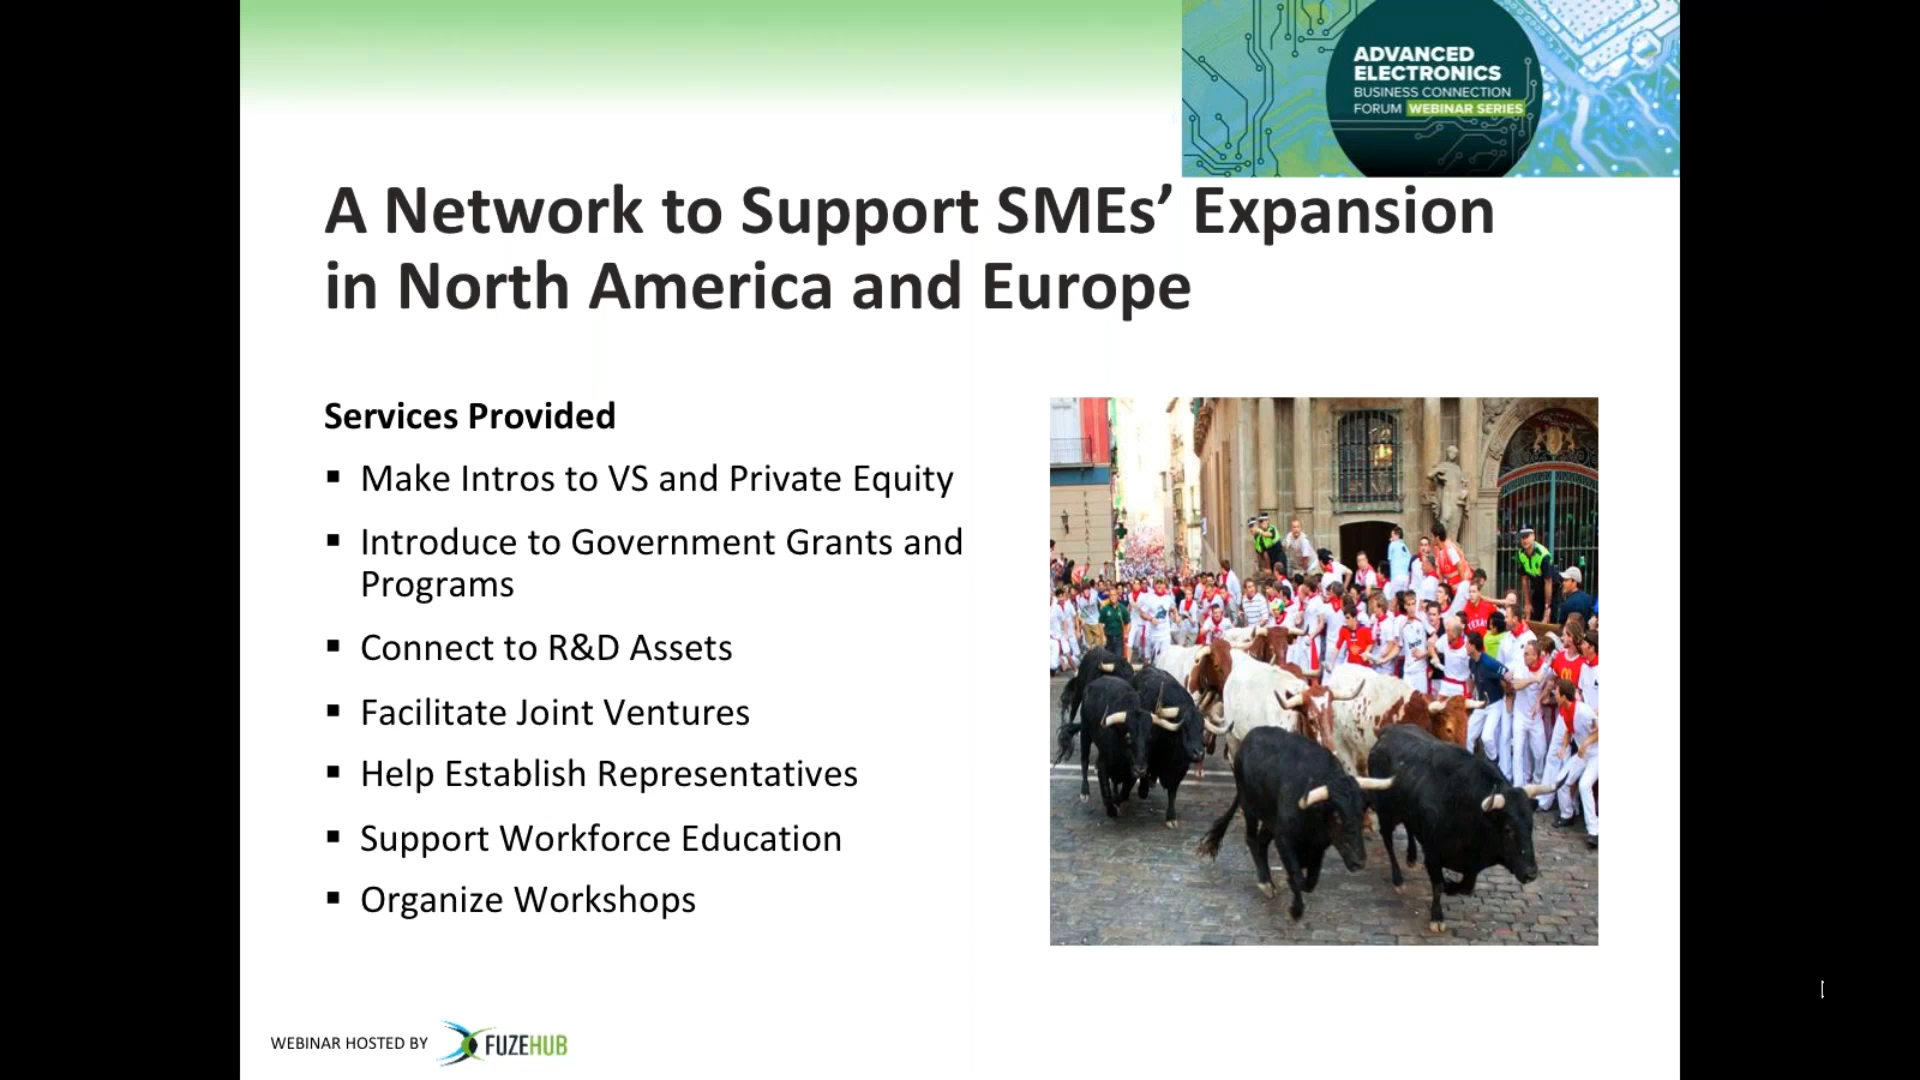 ADVANCED
ELECTRONICS
BUSINESS CONNECTION
FORUM WEBINAR SERIES
A Network to Support SMEs’ Expansion
in North America and Europe
Services Provided
▪ Make Intros to VS and Private Equity
▪ Introduce to Government Grants and
Programs
▪ Connect to R&D Assets
▪ Facilitate Joint Ventures
▪ Help Establish Representatives
▪ Support Workforce Education
▪ Organize Workshops
TEXAS
WEBINAR HOSTED BY
FUZEHUB